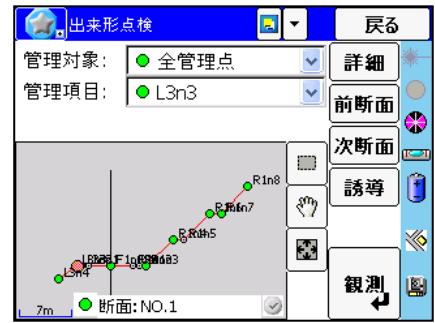 出来形点検
戻る
管理対象: 全管理点
詳細
管理項目: L3n3
前断面
次断面
誘導
R1n8
L3n4
7m
断面:NO.1
観測